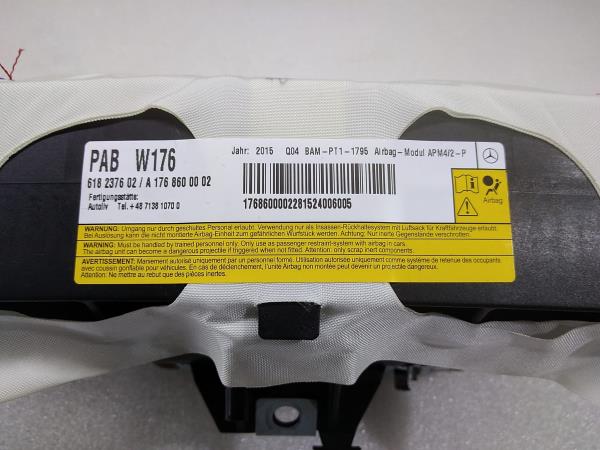 PAB W176
Jahr: 2015 Q04 BAM-PT1-1795 Airbag-Modul APM4/2-P
618 2376 02 / A 176 860 00 02
Fertigungsstätte:
Autoliv Tel. +48 7138 1070 0
1768600002281524006005
Airbag
WARNUNG: Umgang nur durch geschultes Personal erlaubt. Verwendung nur als Insassen-Rückhaltesystem mit Luftsack für Kraftfahrzeuge erlaubt.
Bei Auslösung kann die nicht montierte Airbag-Einheit zum gefährlichen Wurfstück werden. Achtung: Nur inerte Gasgeneratoren verschrotten.
WARNING: Must be handled by trained personnel only. Only use as passenger restraint-system with airbag in cars.
The airbag unit can become a dangerous projectile if triggered when not fitted. Attention: only scrap inert components.
AVERTISSEMENT: Maniement autorisé uniquement par un personnel formé. Utilisation autorisée uniquement comme système de retenue des occupants
avec coussin gonflable pour véhicules. En cas de déclenchement, l'unité Airbag non montée peut devenir un projectile dangereux.
Attention: Ne mettre au rebut que des pièces inertes.